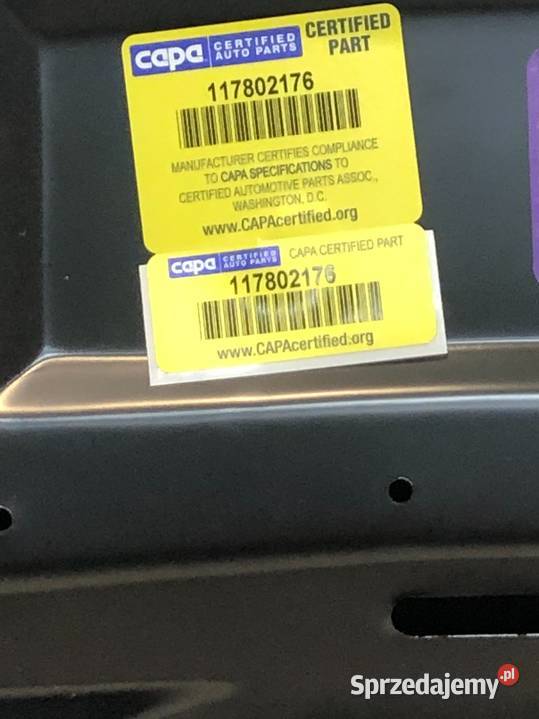 capa CERTIFIED AUTO PARTS
CERTIFIED PART
117802176
MANUFACTURER CERTIFIES COMPLIANCE
TO CAPA SPECIFICATIONS TO
CERTIFIED AUTOMOTIVE PARTS ASSOC.,
WASHINGTON, D.C.
www.CAPAcertified.org
capa CERTIFIED AUTO PARTS CAPA CERTIFIED PART
117802176
www.CAPAcertified.org
Sprzedajemy.pl